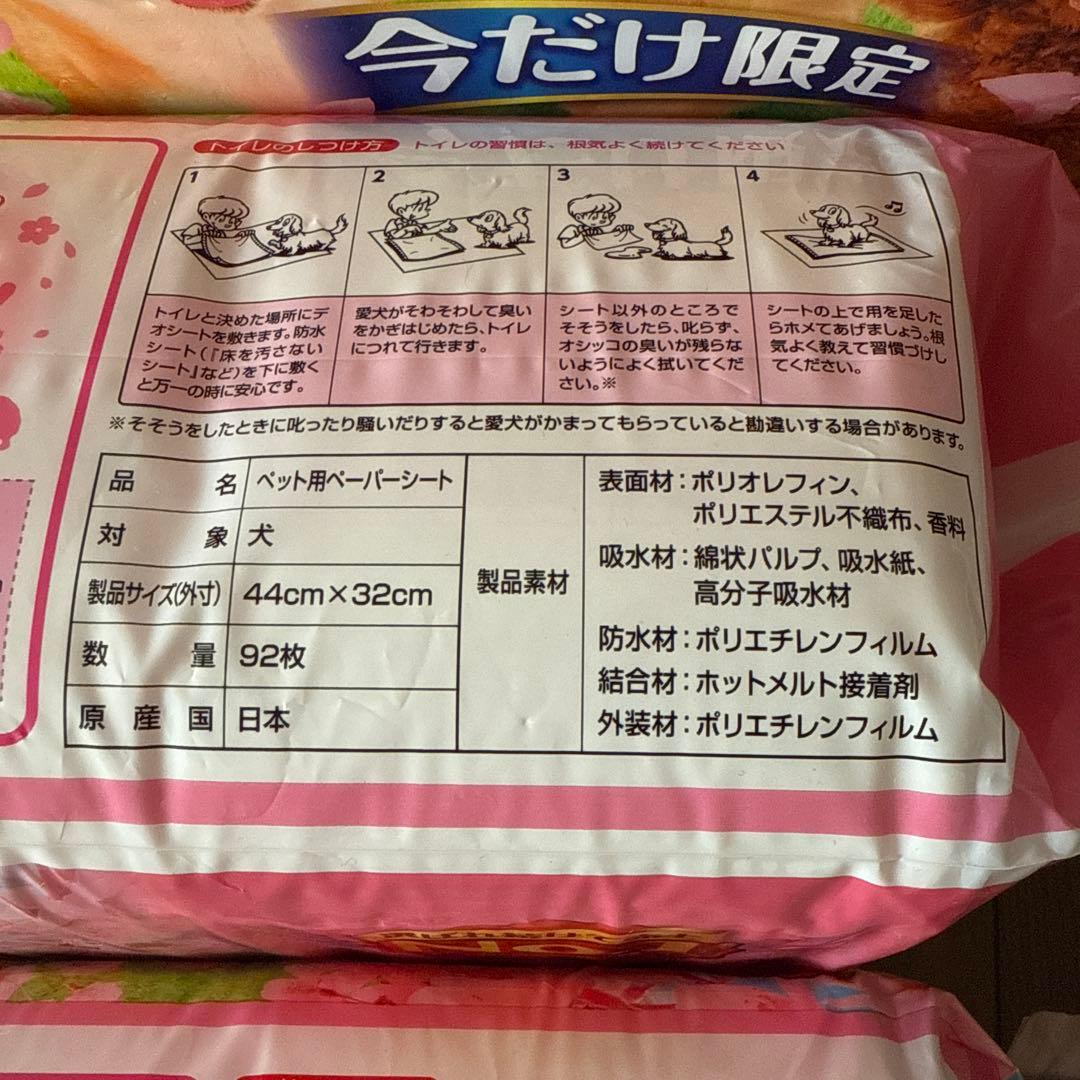 今だけ限定
トイレのしつけ方 トイレの習慣は、根気よく続けてください
1
トイレと決めた場所にデ
オシートを敷きます。防水
シート(『床を汚さない
シート』など)を下に敷く
と万一の時に安心です。
2
愛犬がそわそわして臭い
をかぎはじめたら、トイレ
につれて行きます。
3
シート以外のところで
そそうをしたら、叱らず、
オシッコの臭いが残らな
いようによく拭いてくだ
さい。※
4
シートの上で用を足した
らホメてあげましょう。根
気よく教えて習慣づけし
てください。
※そそうをしたときに叱ったり騒いだりすると愛犬がかまってもらっていると勘違いする場合があります。
品名 ペット用ペーパーシート
対象 犬
製品サイズ(外寸) 44cm×32cm
数量 92枚
原産国 日本
製品素材
表面材:ポリオレフィン、
ポリエステル不織布、香料
吸水材:綿状パルプ、吸水紙、
高分子吸水材
防水材:ポリエチレンフィルム
結合材:ホットメルト接着剤
外装材:ポリエチレンフィルム